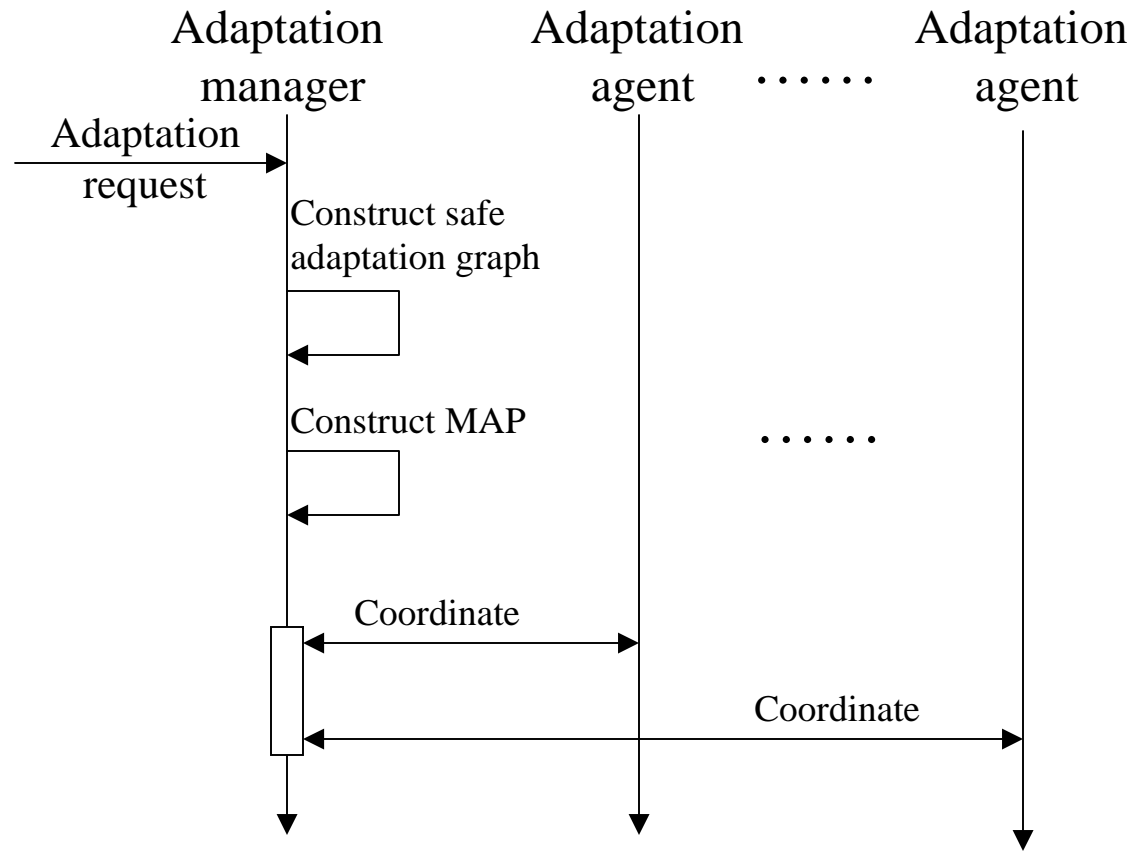 Adaptation
manager
Adaptation
agent
......
Adaptation
agent
Adaptation
request
Construct safe
adaptation graph
Construct MAP
......
Coordinate
Coordinate